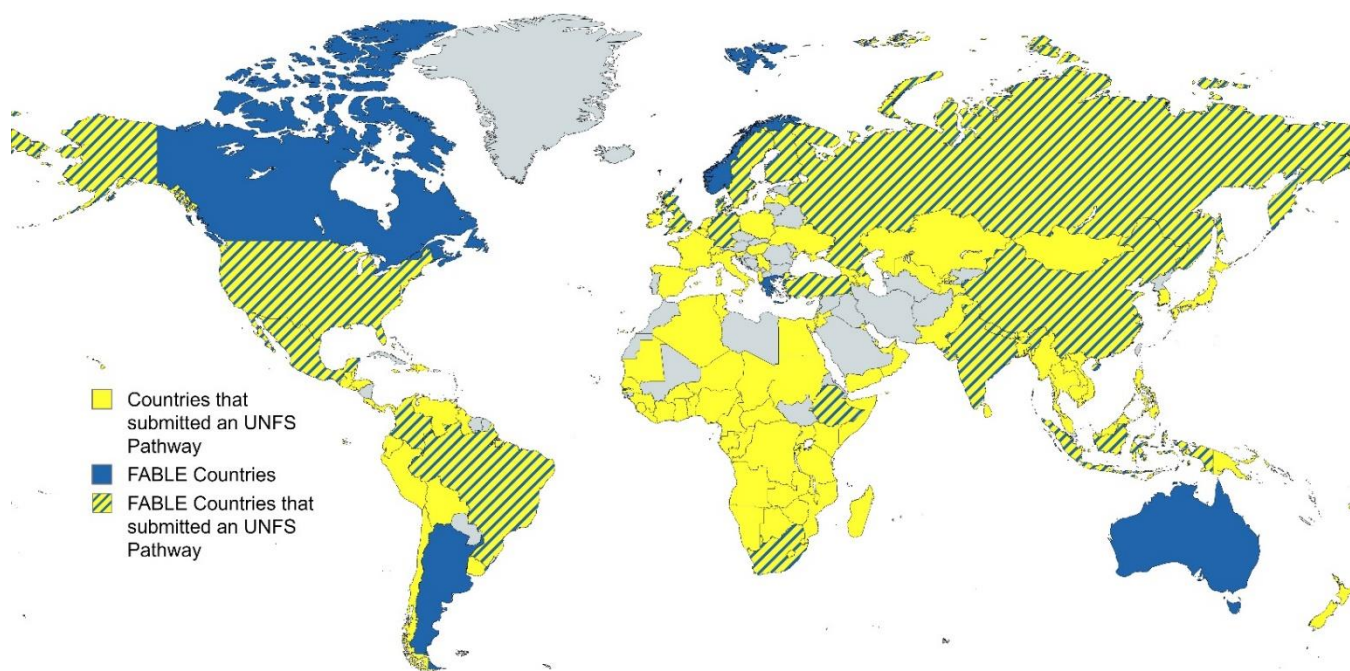 Countries that
submitted an UNFS
Pathway
FABLE Countries
FABLE Countries that
submitted an UNFS
Pathway